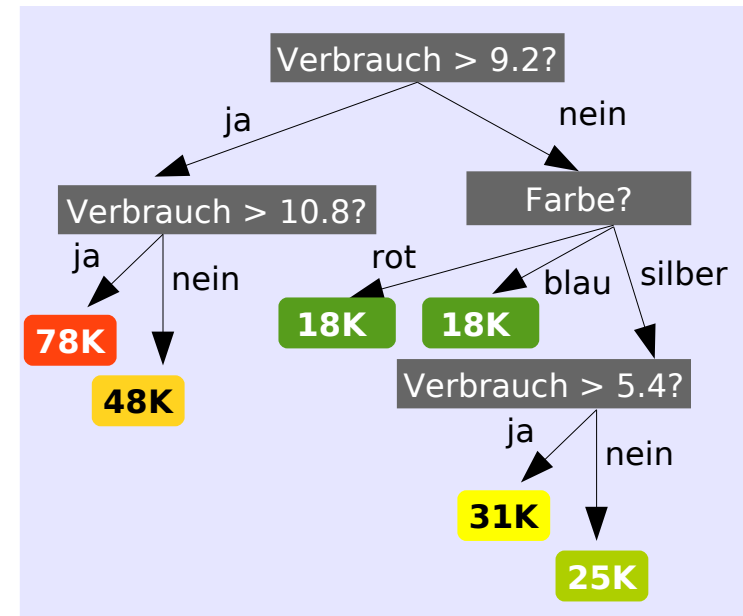 Verbrauch > 9.2?
ja
nein
Verbrauch > 10.8?
Farbe?
ja
nein
rot
blau
silber
78K
48K
18K
18K
Verbrauch > 5.4?
ja
nein
31K
25K